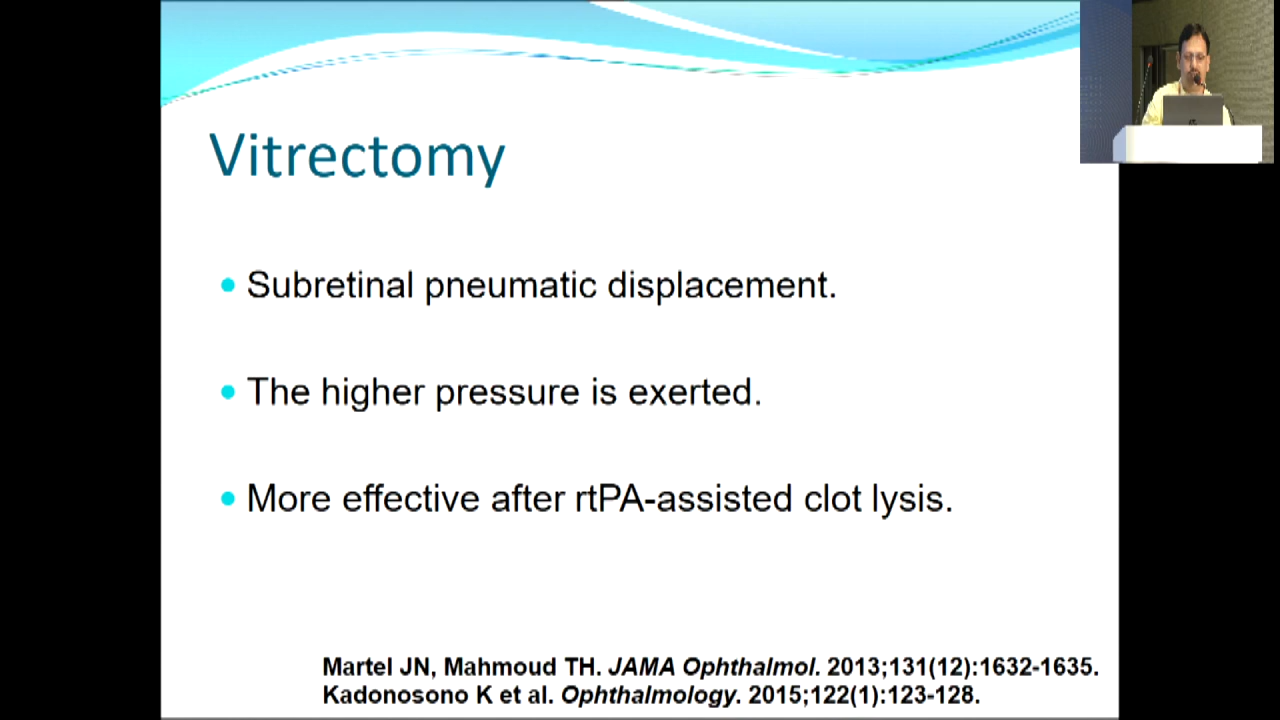 Vitrectomy
Subretinal pneumatic displacement.
The higher pressure is exerted.
More effective after rtPA-assisted clot lysis.
Martel JN, Mahmoud TH. JAMA Ophthalmol. 2013;131(12):1632-1635.
Kadonosono K et al. Ophthalmology. 2015;122(1):123-128.